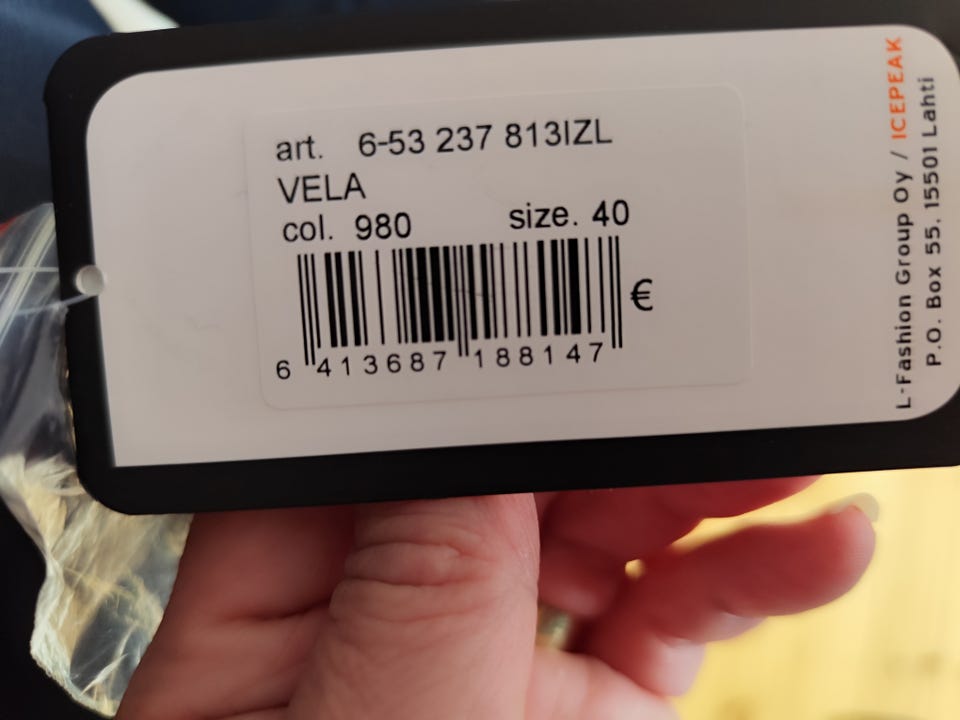 art. 6-53 237 813IZL
VELA
col. 980 size. 40
€
6 413687 188147
L-Fashion Group Oy / ICEPEAK
P.O. Box 55, 15501 Lahti